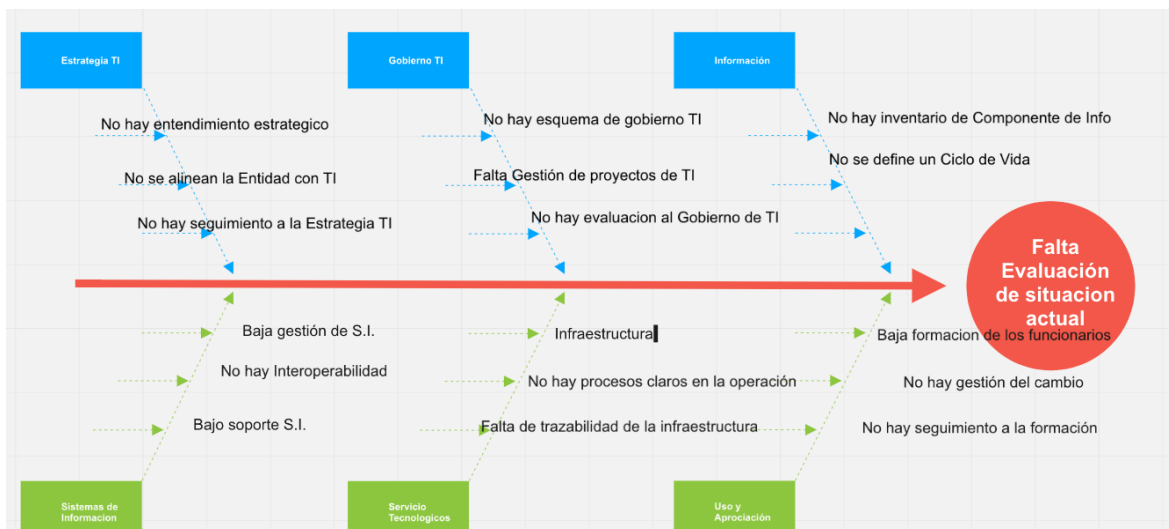 Estrategia TI
Gobierno TI
Información
No hay entendimiento estrategico
No se alinean la Entidad con TI
No hay seguimiento a la Estrategia TI
No hay esquema de gobierno TI
Falta Gestión de proyectos de TI
No hay evaluacion al Gobierno de TI
No hay inventario de Componente de Info
No se define un Ciclo de Vida
Falta
Evaluación
de situacion
actual
Baja gestión de S.I.
No hay Interoperabilidad
Bajo soporte S.I.
Infraestructura
No hay procesos claros en la operación
Falta de trazabilidad de la infraestructura
Baja formacion de los funcionarios
No hay gestión del cambio
No hay seguimiento a la formación
Sistemas de
Informacion
Servicio
Tecnologicos
Uso y
Aprociación